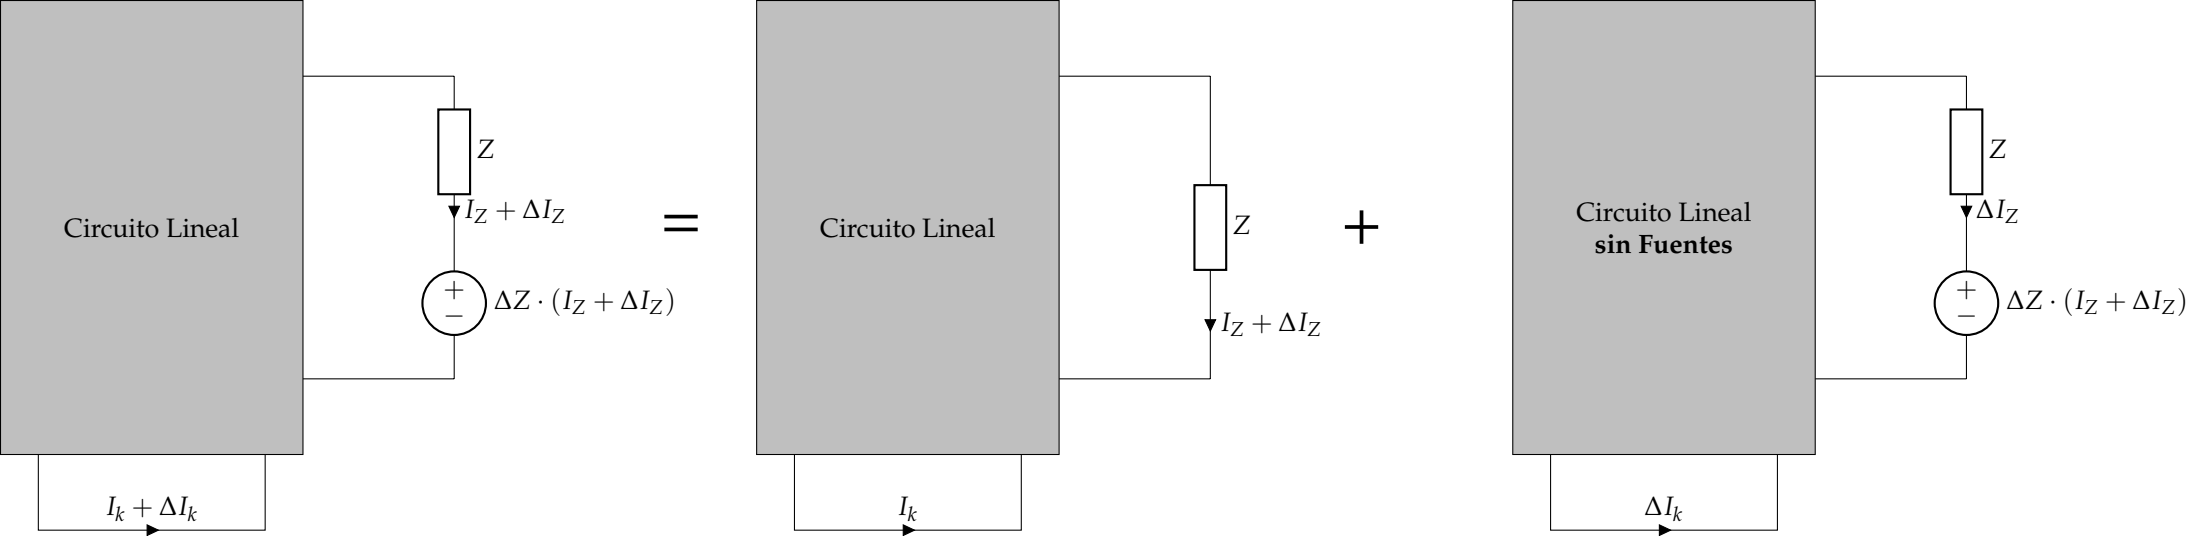 Circuito Lineal
Z
I_Z + ΔI_Z
+
−
ΔZ · (I_Z + ΔI_Z)
I_k + ΔI_k
=
Circuito Lineal
Z
I_Z + ΔI_Z
I_k
+
Circuito Lineal
sin Fuentes
Z
ΔI_Z
+
−
ΔZ · (I_Z + ΔI_Z)
ΔI_k